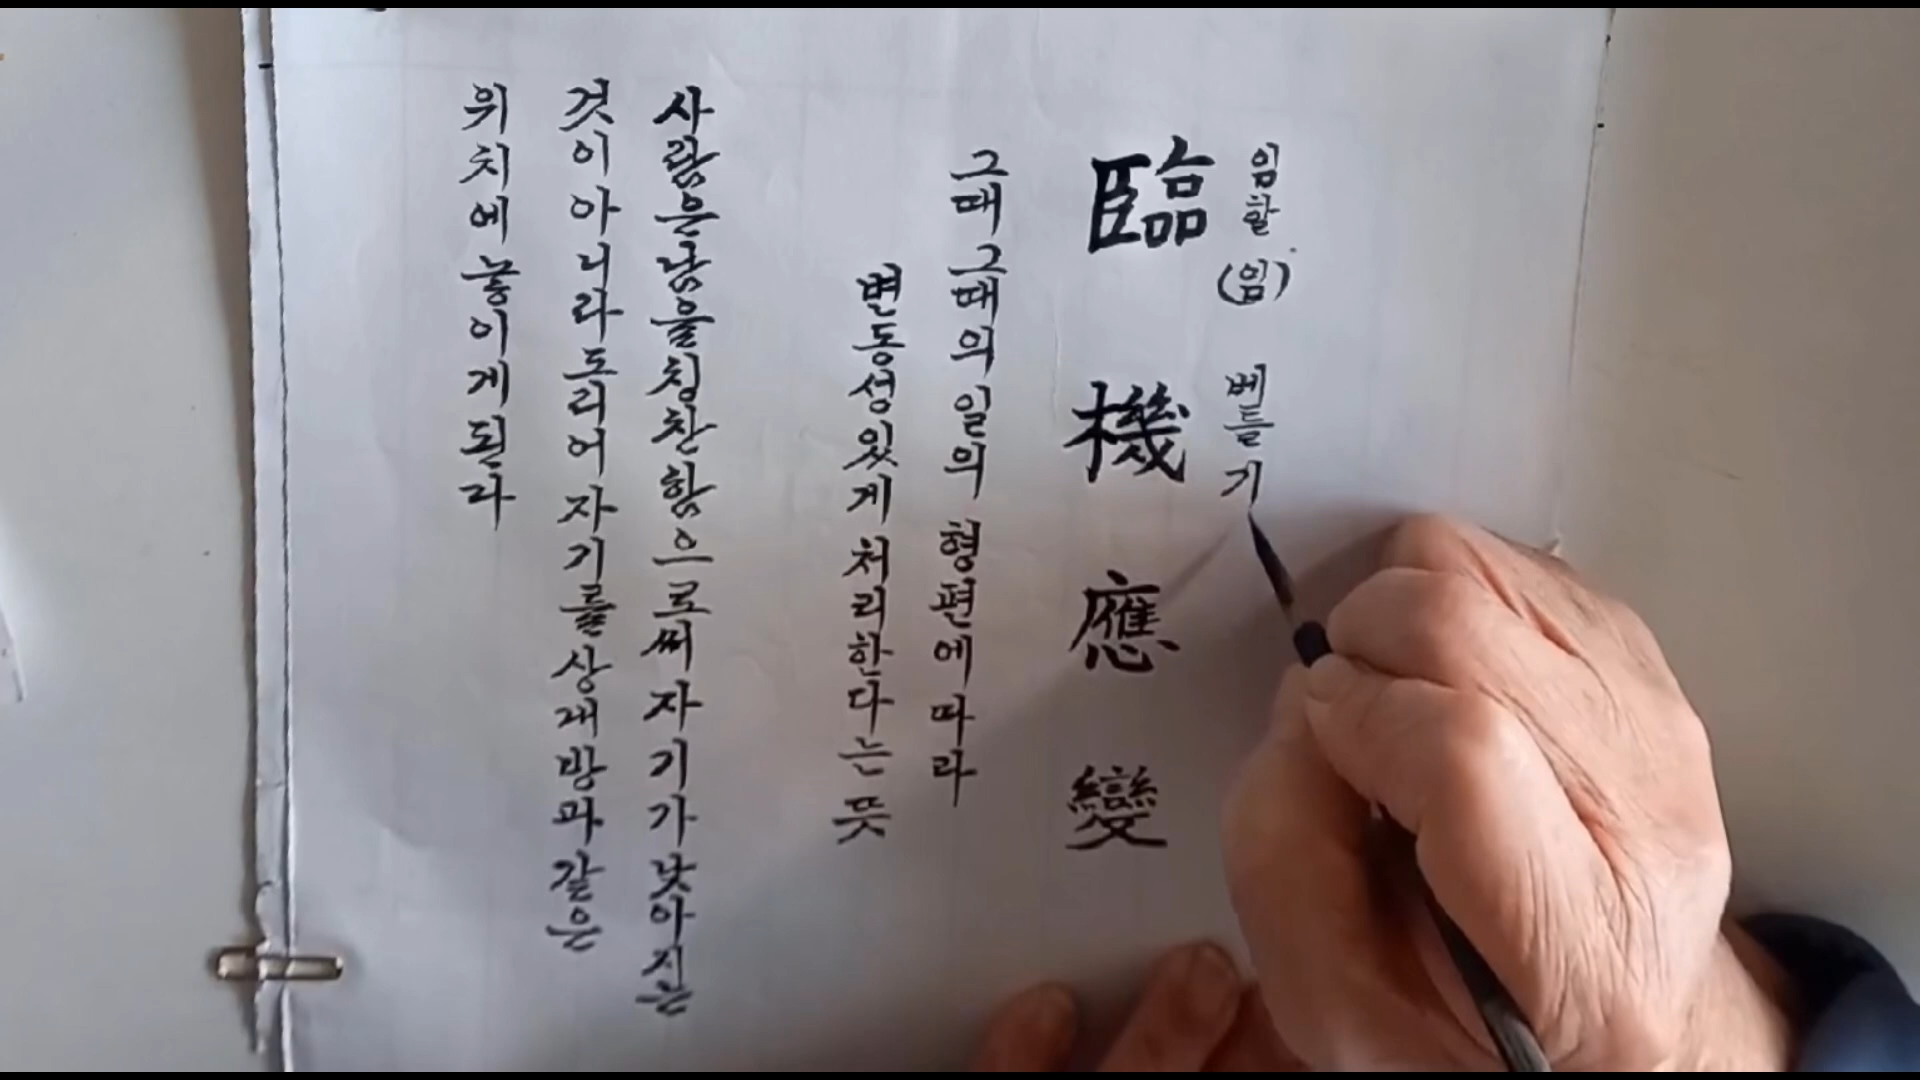 임할 (임) 베틀기
臨機應變
그때그때의 일의 형편에 따라
변동성있게 처리한다는 뜻
사람은남을칭찬함으로써 자기가낮아지는
것이아니라도리어 자기를상대방과같은
위치에놓이게된라